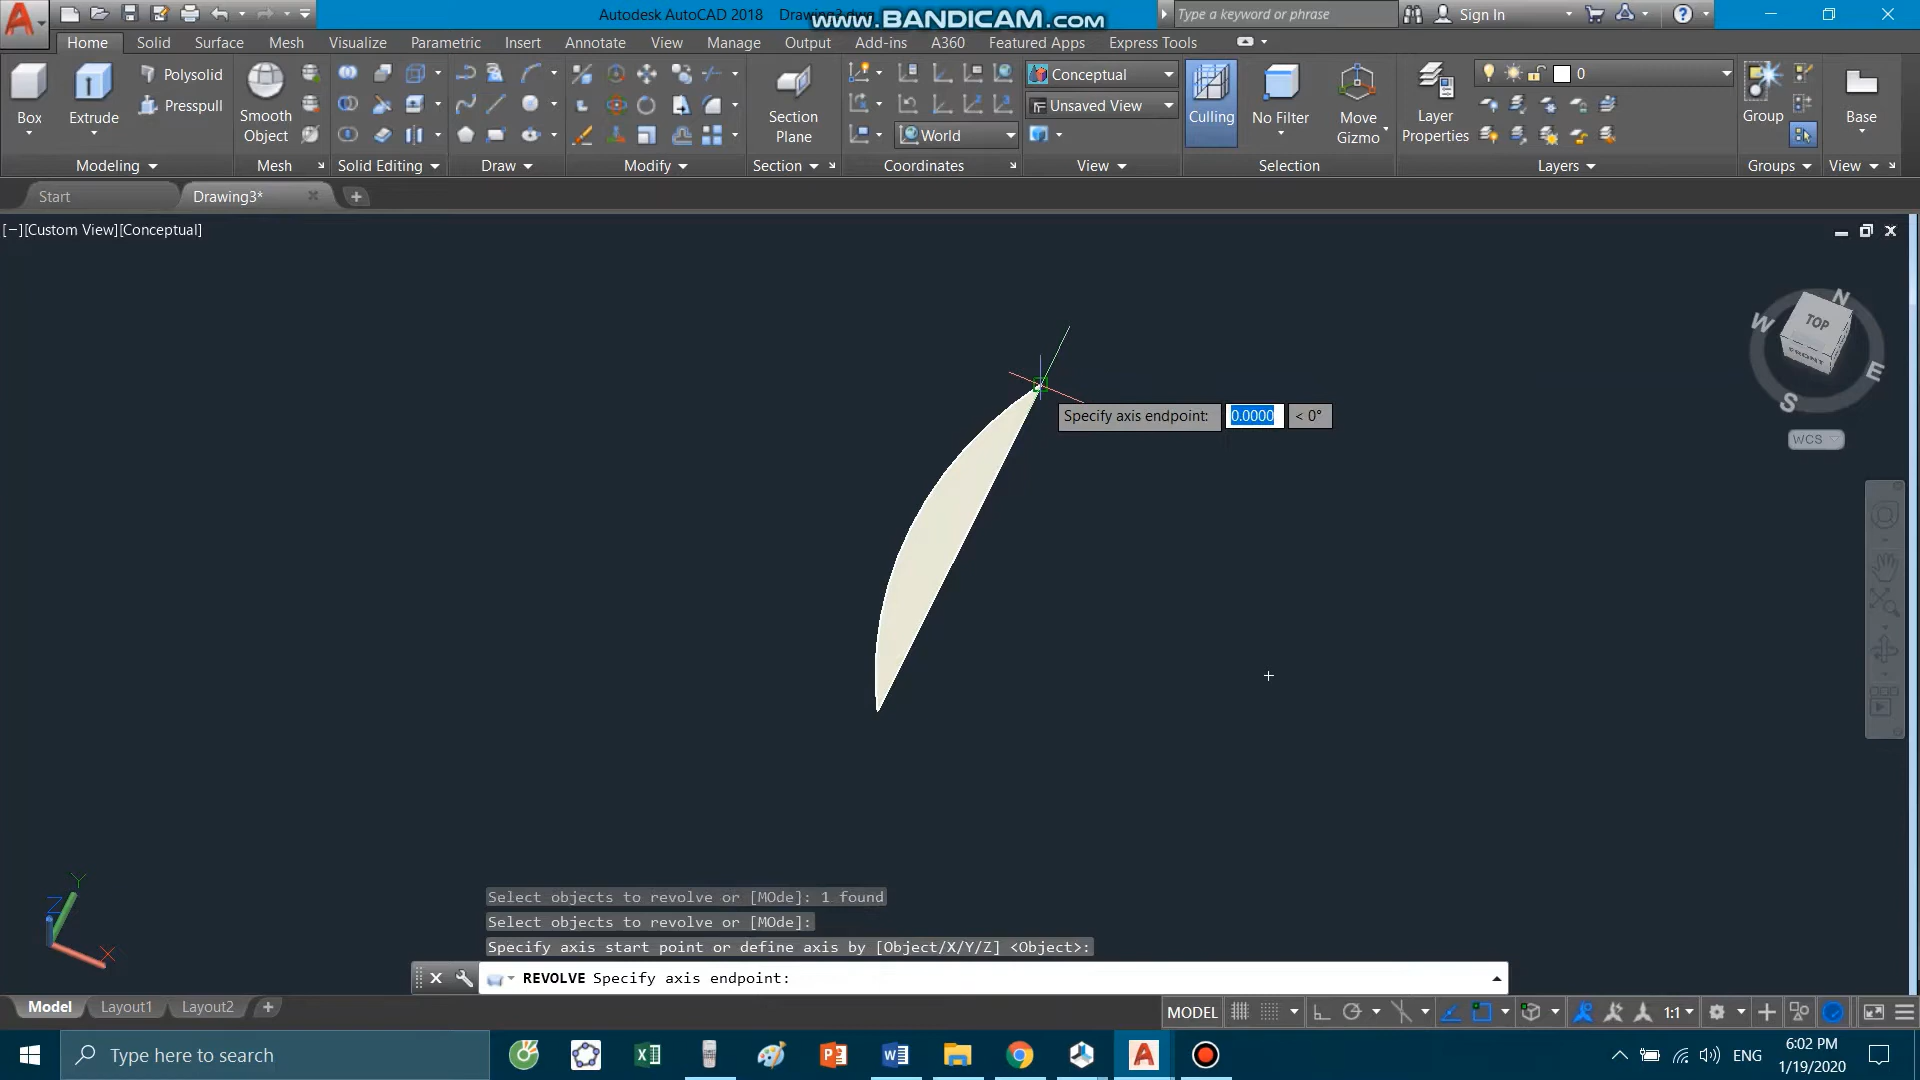 Autodesk AutoCAD 2018 Drawing3.dwg
www.BANDICAM.com
Type a keyword or phrase
Sign In
Home Solid Surface Mesh Visualize Parametric Insert Annotate View Manage Output Add-ins A360 Featured Apps Express Tools
Box
Extrude
Polysolid
Presspull
Smooth
Object
Section
Plane
Conceptual
Unsaved View
World
Culling
No Filter
Move
Gizmo
Layer
Properties
0
Group
Base
Modeling Mesh Solid Editing Draw Modify Section Coordinates View Selection Layers Groups View
Start Drawing3*
[−][Custom View][Conceptual]
N
W
TOP
FRONT
E
S
WCS
Specify axis endpoint: 0.0000 < 0°
Y
Z
X
Select objects to revolve or [MOde]: 1 found
Select objects to revolve or [MOde]:
Specify axis start point or define axis by [Object/X/Y/Z] <Object>:
REVOLVE Specify axis endpoint:
Model Layout1 Layout2
MODEL 1:1
Type here to search
ENG
6:02 PM
1/19/2020